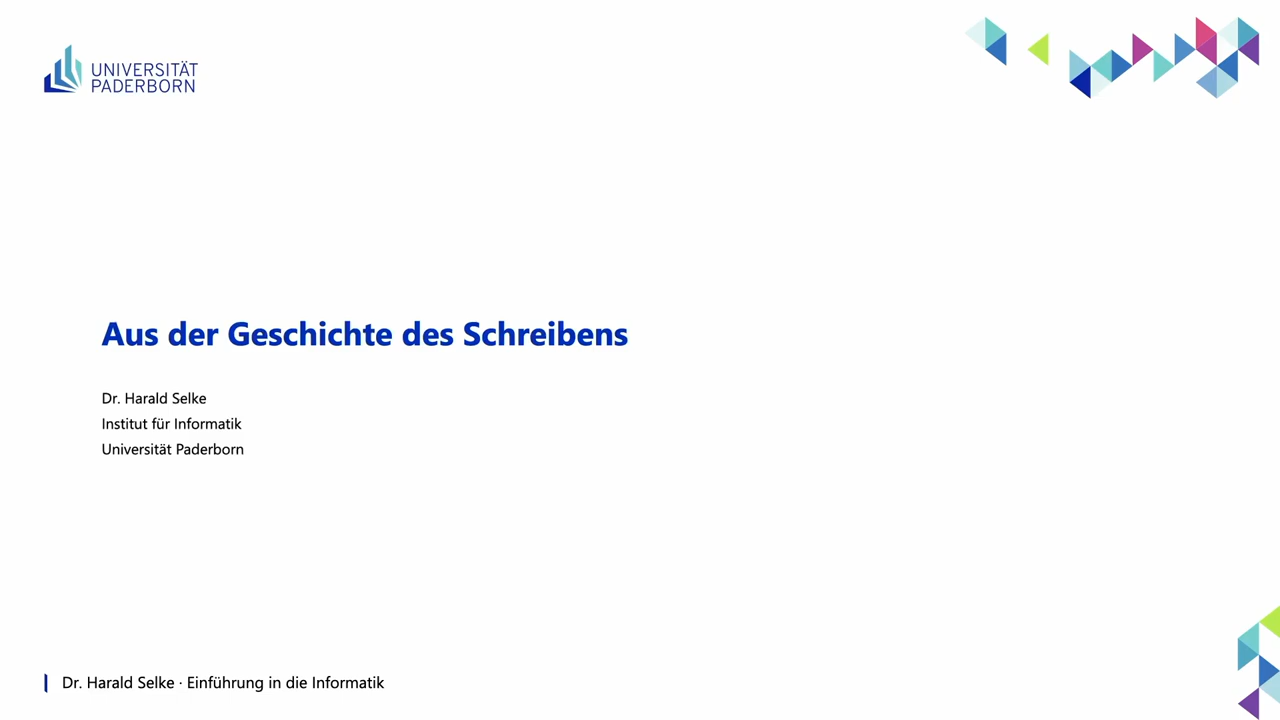 UNIVERSITÄT
PADERBORN
Aus der Geschichte des Schreibens
Dr. Harald Selke
Institut für Informatik
Universität Paderborn
Dr. Harald Selke · Einführung in die Informatik